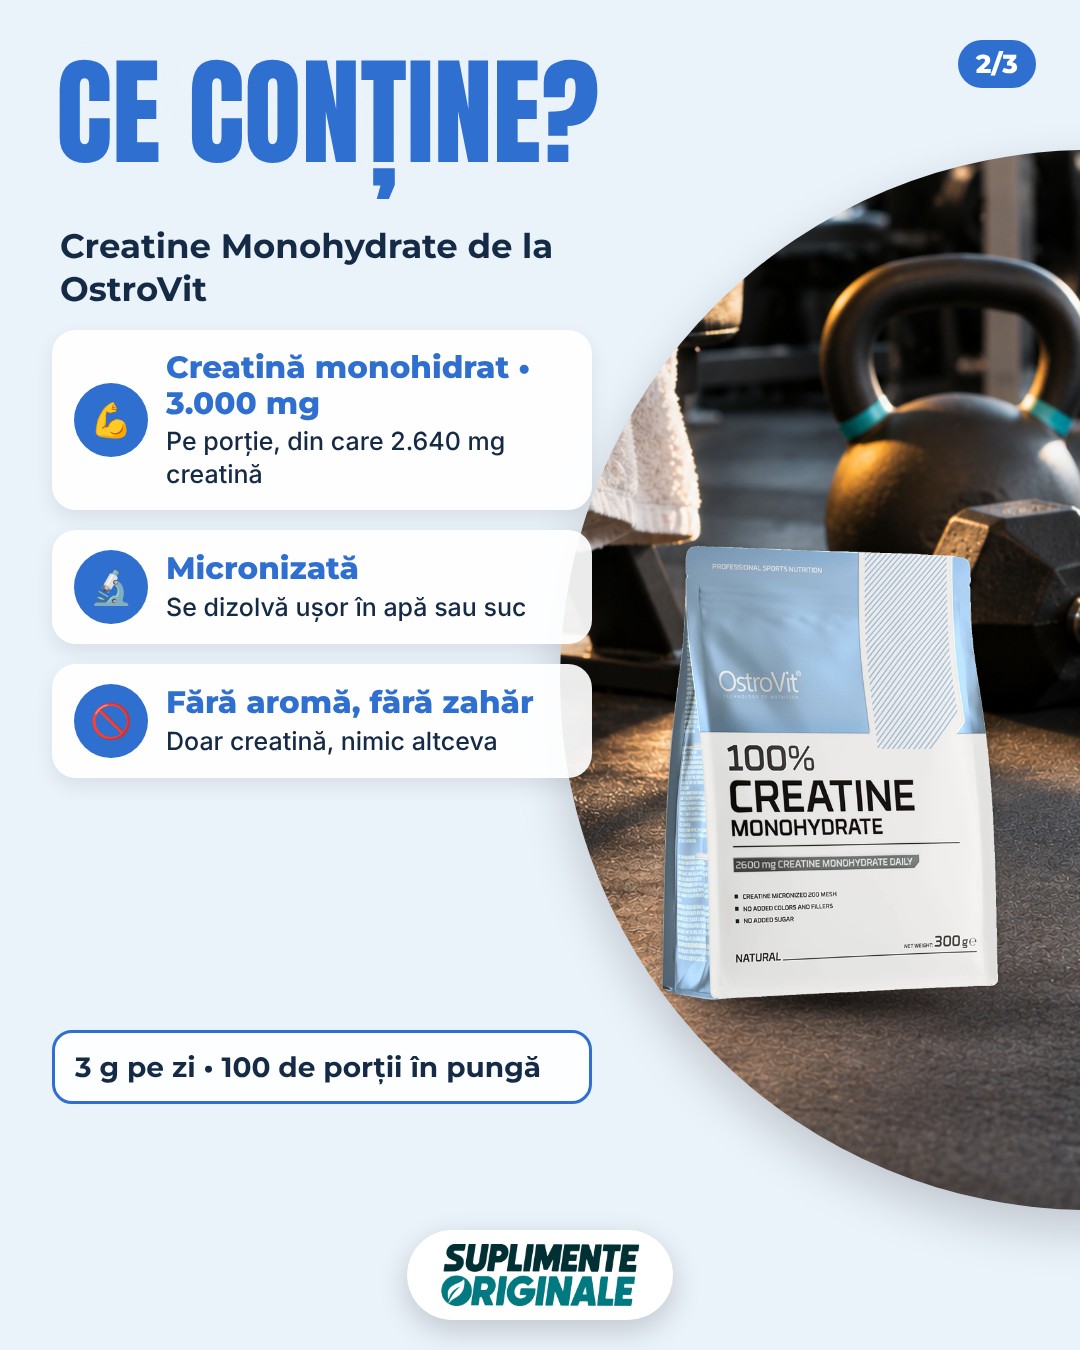 CE CONȚINE?
2/3
Creatine Monohydrate de la
OstroVit
Creatină monohidrat •
3.000 mg
Pe porție, din care 2.640 mg
creatină
Micronizată
Se dizolvă ușor în apă sau suc
Fără aromă, fără zahăr
Doar creatină, nimic altceva
PROFESSIONAL SPORTS NUTRITION
OstroVit®
100%
CREATINE
MONOHYDRATE
2600 mg CREATINE MONOHYDRATE DAILY
■ CREATINE MICRONIZED 200 MESH
■ NO ADDED COLORS AND FILLERS
■ NO ADDED SUGAR
NET WEIGHT: 300 g ℮
NATURAL
3 g pe zi • 100 de porții în pungă
SUPLIMENTE
ORIGINALE